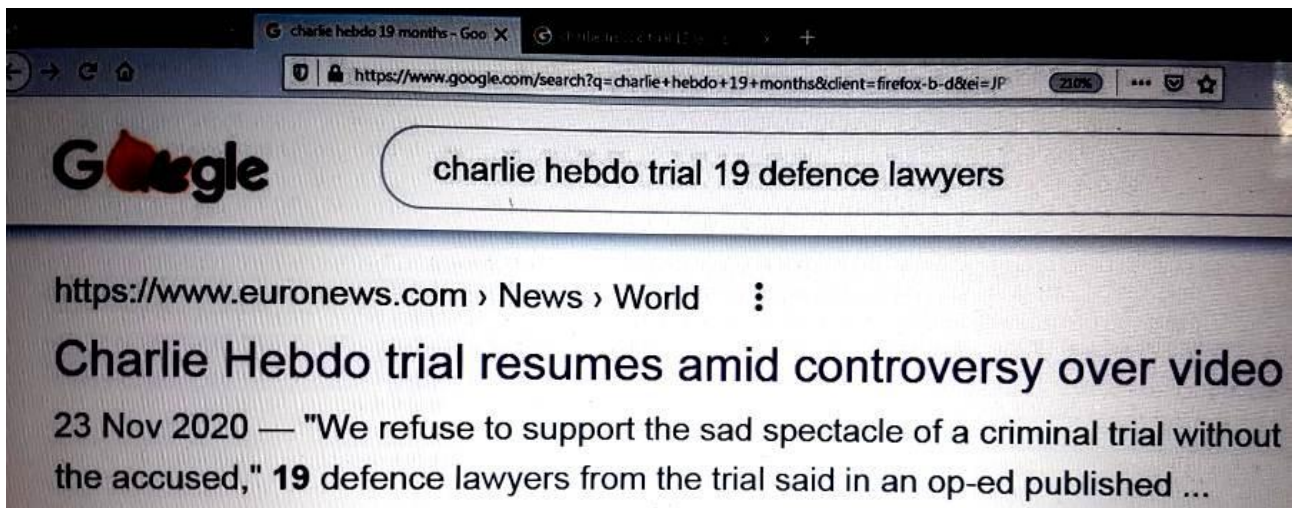 charlie hebdo 19 months - Goo
https://www.google.com/search?q=charlie+hebdo+19+months&client=firefox-b-d&ei=JP
210%
Google
charlie hebdo trial 19 defence lawyers
https://www.euronews.com › News › World
Charlie Hebdo trial resumes amid controversy over video
23 Nov 2020 — "We refuse to support the sad spectacle of a criminal trial without
the accused," 19 defence lawyers from the trial said in an op-ed published ...